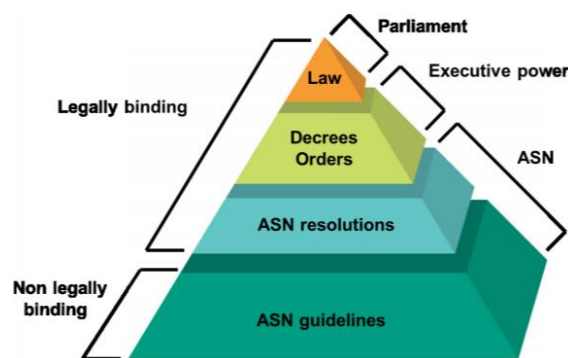 Parliament
Law
Executive power
Legally binding
Decrees
Orders
ASN
ASN resolutions
Non legally
binding
ASN guidelines